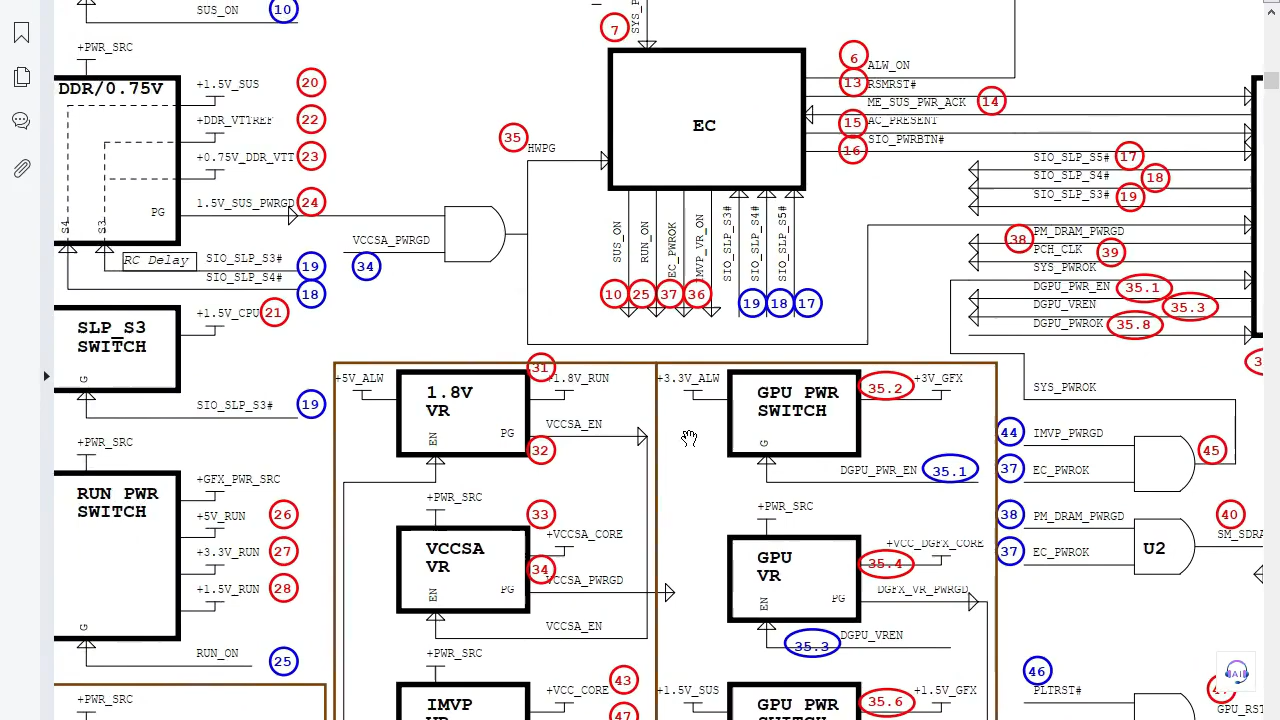 SUS_ON
10
+PWR_SRC
DDR/0.75V
+1.5V_SUS
20
+DDR_VTTREF
22
+0.75V_DDR_VTT
23
PG
1.5V_SUS_PWRGD
24
S4
S3
RC Delay
SIO_SLP_S3#
19
SIO_SLP_S4#
18
SLP_S3
SWITCH
+1.5V_CPU
21
G
SIO_SLP_S3#
19
+PWR_SRC
RUN PWR
SWITCH
+GFX_PWR_SRC
+5V_RUN
26
+3.3V_RUN
27
+1.5V_RUN
28
G
RUN_ON
25
+PWR_SRC
VCCSA_PWRGD
34
35
HWPG
7
EC
6
ALW_ON
13
RSMRST#
ME_SUS_PWR_ACK
14
15
AC_PRESENT
16
SIO_PWRBTN#
SUS_ON
RUN_ON
EC_PWROK
IMVP_VR_ON
SIO_SLP_S3#
SIO_SLP_S4#
SIO_SLP_S5#
10
25
37
36
19
18
17
SIO_SLP_S5#
17
SIO_SLP_S4#
18
SIO_SLP_S3#
19
38
PM_DRAM_PWRGD
PCH_CLK
39
SYS_PWROK
DGPU_PWR_EN
35.1
DGPU_VREN
35.3
DGPU_PWROK
35.8
+5V_ALW
1.8V
VR
31
+1.8V_RUN
EN
PG
VCCSA_EN
32
+PWR_SRC
VCCSA
VR
33
+VCCSA_CORE
34
EN
PG
VCCSA_PWRGD
VCCSA_EN
+PWR_SRC
IMVP
VR
43
+VCC_CORE
47
+3.3V_ALW
GPU PWR
SWITCH
35.2
+3V_GFX
G
DGPU_PWR_EN
35.1
+PWR_SRC
GPU
VR
+VCC_DGFX_CORE
35.4
EN
PG
DGFX_VR_PWRGD
35.3
DGPU_VREN
+1.5V_SUS
GPU PWR
SWITCH
35.6
+1.5V_GFX
SYS_PWROK
44
IMVP_PWRGD
37
EC_PWROK
45
38
PM_DRAM_PWRGD
37
EC_PWROK
U2
40
46
PLTRST#